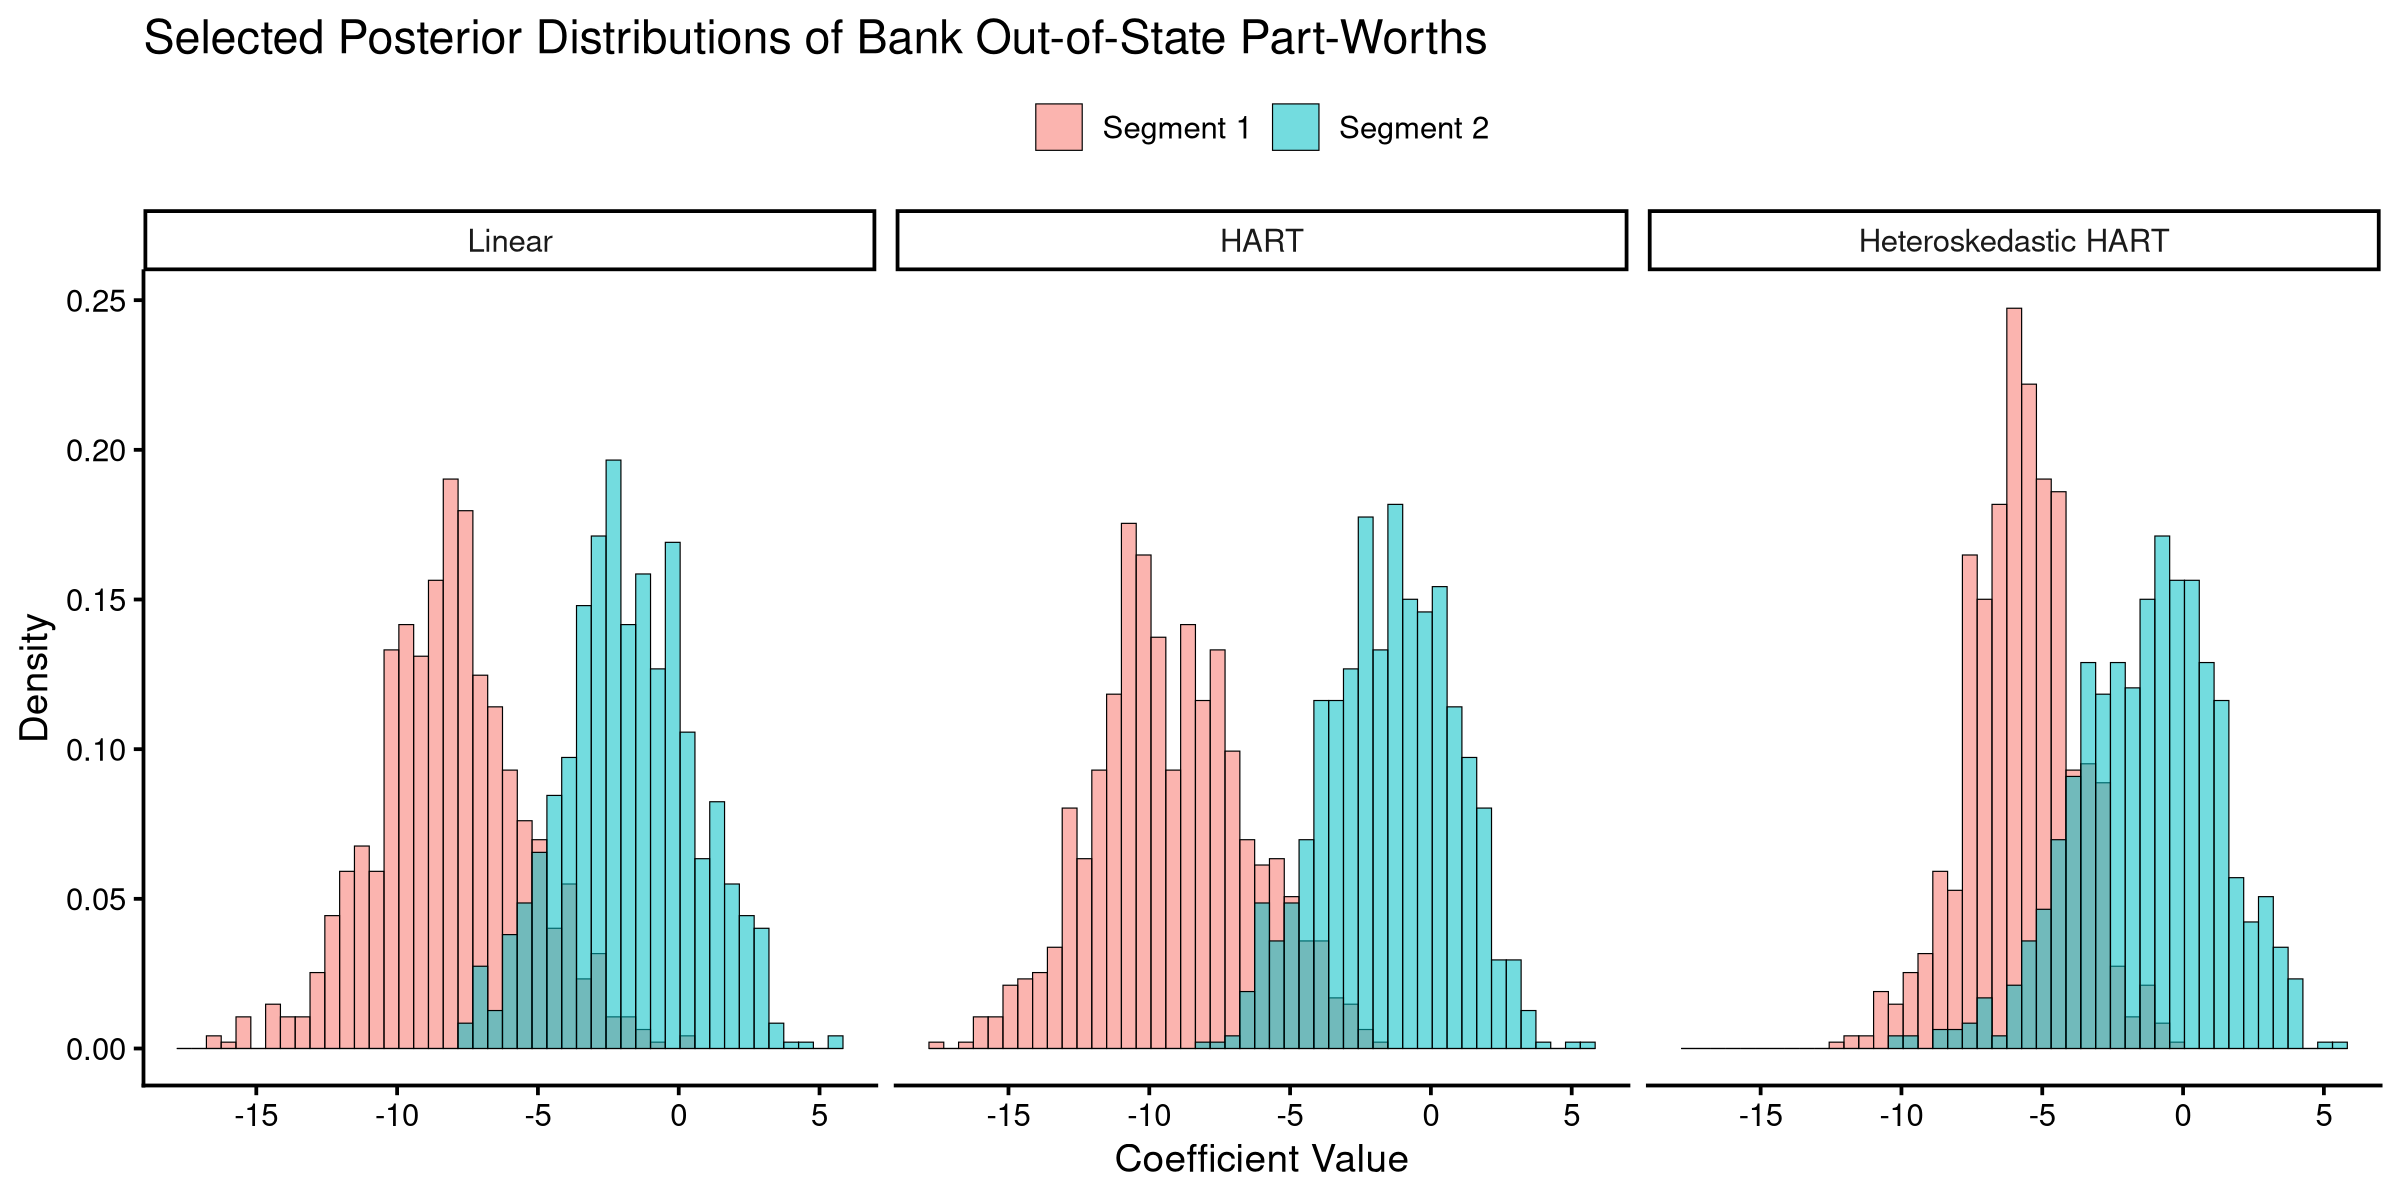 Selected Posterior Distributions of Bank Out-of-State Part-Worths
Segment 1 Segment 2
Linear HART Heteroskedastic HART
0.25
0.20
0.15
0.10
0.05
0.00
Density
-15 -10 -5 0 5 -15 -10 -5 0 5 -15 -10 -5 0 5
Coefficient Value